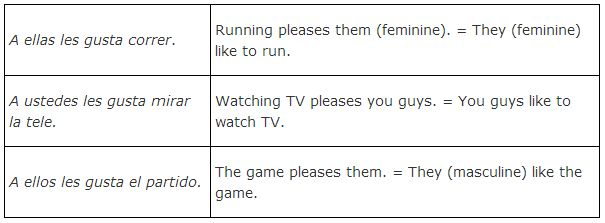 A ellas les gusta correr.
Running pleases them (feminine). = They (feminine)
like to run.
A ustedes les gusta mirar
la tele.
Watching TV pleases you guys. = You guys like to
watch TV.
A ellos les gusta el partido.
The game pleases them. = They (masculine) like the
game.